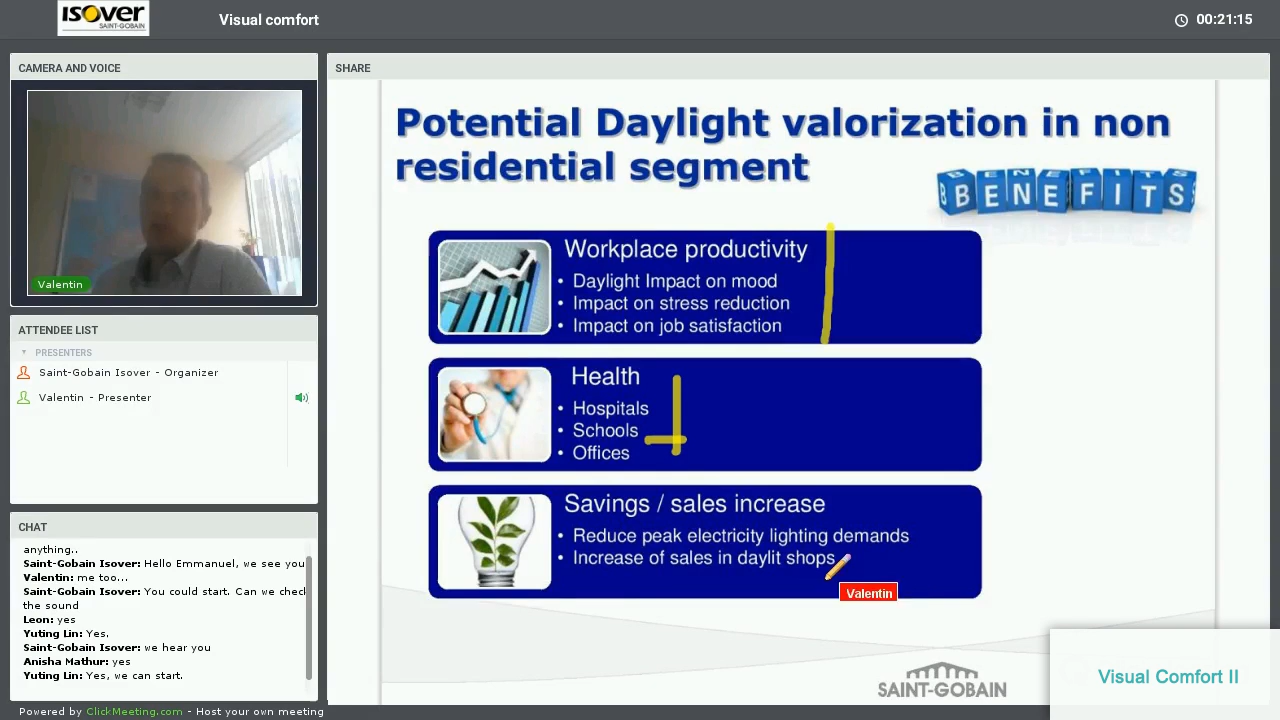 isover
SAINT-GOBAIN
Visual comfort
00:21:15
CAMERA AND VOICE
Valentin
ATTENDEE LIST
PRESENTERS
Saint-Gobain Isover - Organizer
Valentin - Presenter
CHAT
anything..
Saint-Gobain Isover: Hello Emmanuel, we see you
Valentin: me too...
Saint-Gobain Isover: You could start. Can we chec
the sound
Leon: yes
Yuting Lin: Yes.
Saint-Gobain Isover: we hear you
Anisha Mathur: yes
Yuting Lin: Yes, we can start.
Powered by ClickMeeting.com - Host your own meeting
SHARE
Potential Daylight valorization in non
residential segment
BENEFITS
Workplace productivity
• Daylight Impact on mood
• Impact on stress reduction
• Impact on job satisfaction
Health
• Hospitals
• Schools
• Offices
Savings / sales increase
• Reduce peak electricity lighting demands
• Increase of sales in daylit shops
Valentin
SAINT-GOBAIN
Visual Comfort II